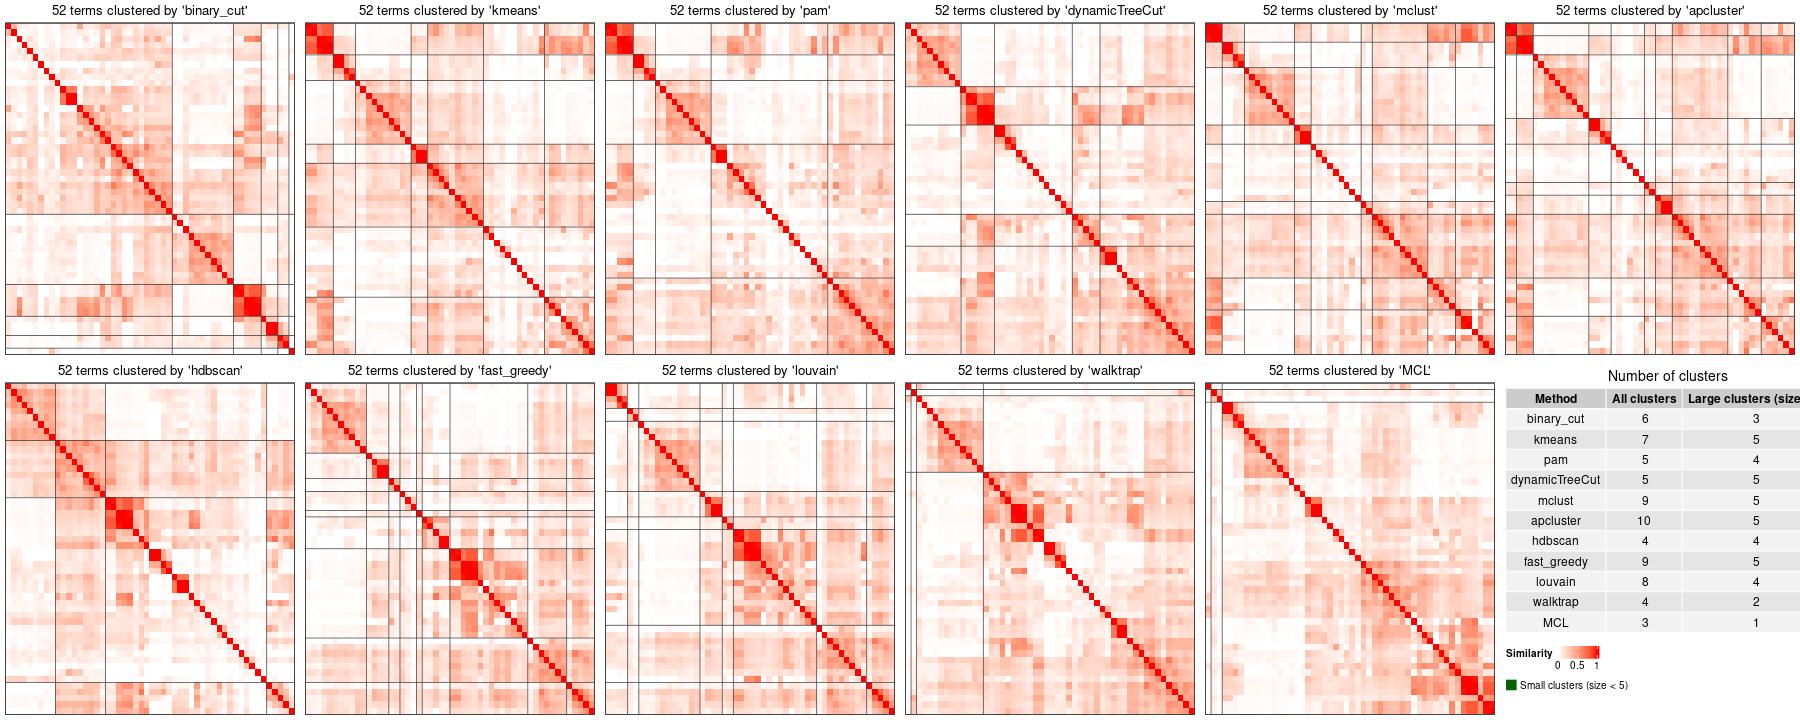 52 terms clustered by 'binary_cut'
52 terms clustered by 'kmeans'
52 terms clustered by 'pam'
52 terms clustered by 'dynamicTreeCut'
52 terms clustered by 'mclust'
52 terms clustered by 'apcluster'
52 terms clustered by 'hdbscan'
52 terms clustered by 'fast_greedy'
52 terms clustered by 'louvain'
52 terms clustered by 'walktrap'
52 terms clustered by 'MCL'
Number of clusters
Method All clusters Large clusters (size
binary_cut 6 3
kmeans 7 5
pam 5 4
dynamicTreeCut 5 5
mclust 9 5
apcluster 10 5
hdbscan 4 4
fast_greedy 9 5
louvain 8 4
walktrap 4 2
MCL 3 1
Similarity
0 0.5 1
Small clusters (size < 5)